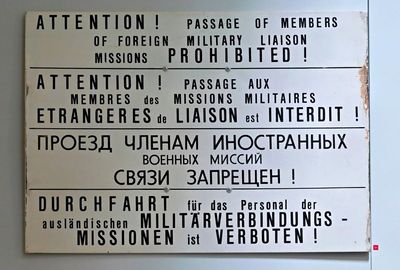 ATTENTION ! PASSAGE OF MEMBERS
OF FOREIGN MILITARY LIAISON
MISSIONS PROHIBITED !
ATTENTION ! PASSAGE AUX
MEMBRES des MISSIONS MILITAIRES
ETRANGERES de LIAISON est INTERDIT !
ПРОЕЗД ЧЛЕНАМ ИНОСТРАННЫХ
ВОЕННЫХ МИССИЙ
СВЯЗИ ЗАПРЕЩЕН !
DURCHFAHRT für das Personal der
ausländischen MILITÄRVERBINDUNGS -
MISSIONEN ist VERBOTEN !